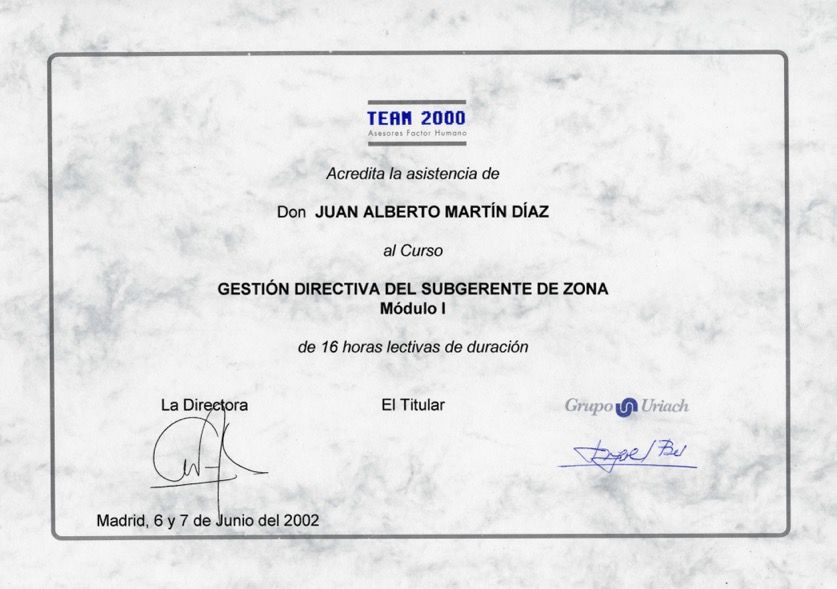 TEAM 2000
Asesores Factor Humano
Acredita la asistencia de
Don JUAN ALBERTO MARTÍN DÍAZ
al Curso
GESTIÓN DIRECTIVA DEL SUBGERENTE DE ZONA
Módulo I
de 16 horas lectivas de duración
La Directora
El Titular
Grupo Uriach
Madrid, 6 y 7 de Junio del 2002